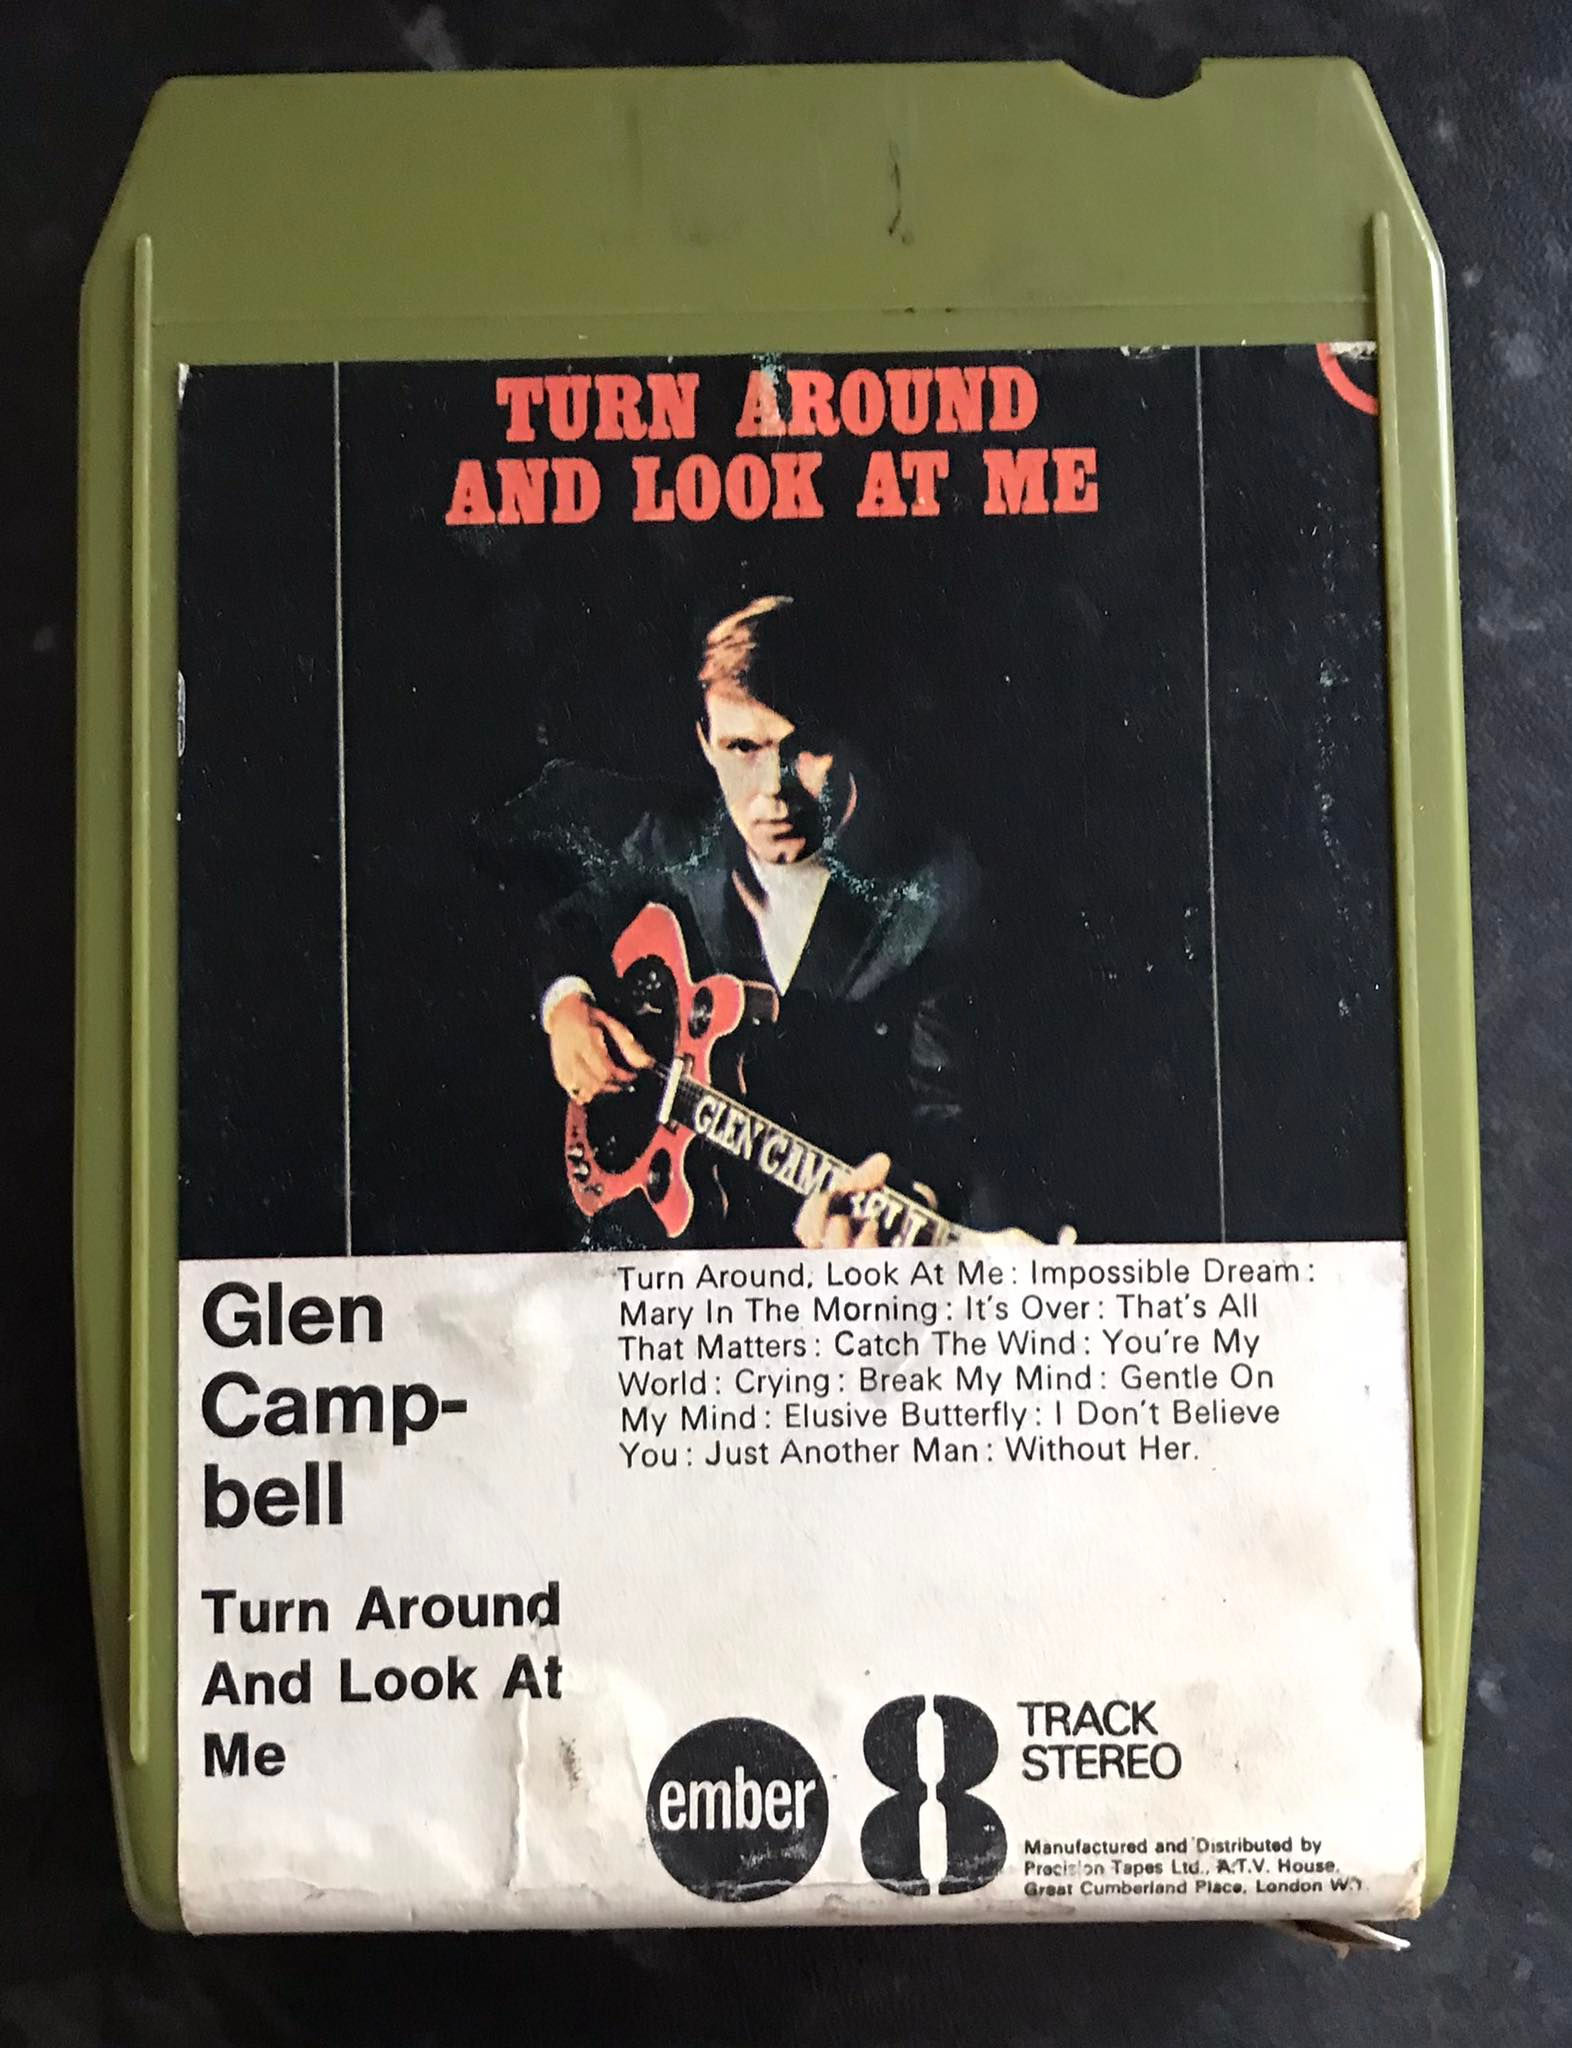 TURN AROUND
AND LOOK AT ME
GLEN CAMPBELL
Glen
Camp-
bell
Turn Around
And Look At
Me
Turn Around, Look At Me : Impossible Dream :
Mary In The Morning : It's Over : That's All
That Matters : Catch The Wind : You're My
World : Crying : Break My Mind : Gentle On
My Mind : Elusive Butterfly : I Don't Believe
You : Just Another Man : Without Her.
ember
8
TRACK
STEREO
Manufactured and Distributed by
Precision Tapes Ltd., A.T.V. House,
Great Cumberland Place, London W.1.